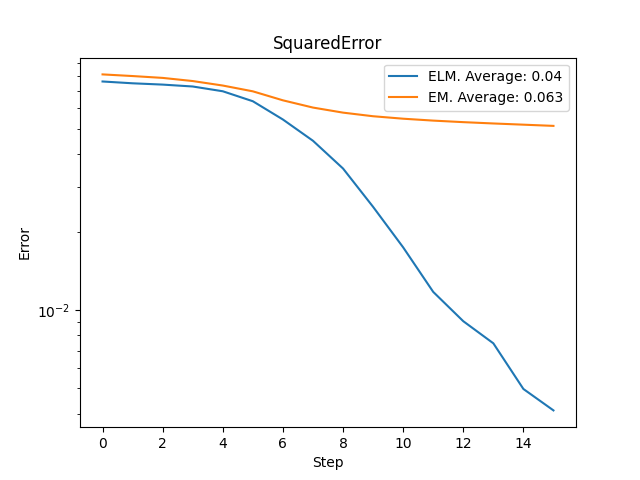 SquaredError
ELM. Average: 0.04
EM. Average: 0.063
Error
10⁻²
0 2 4 6 8 10 12 14
Step